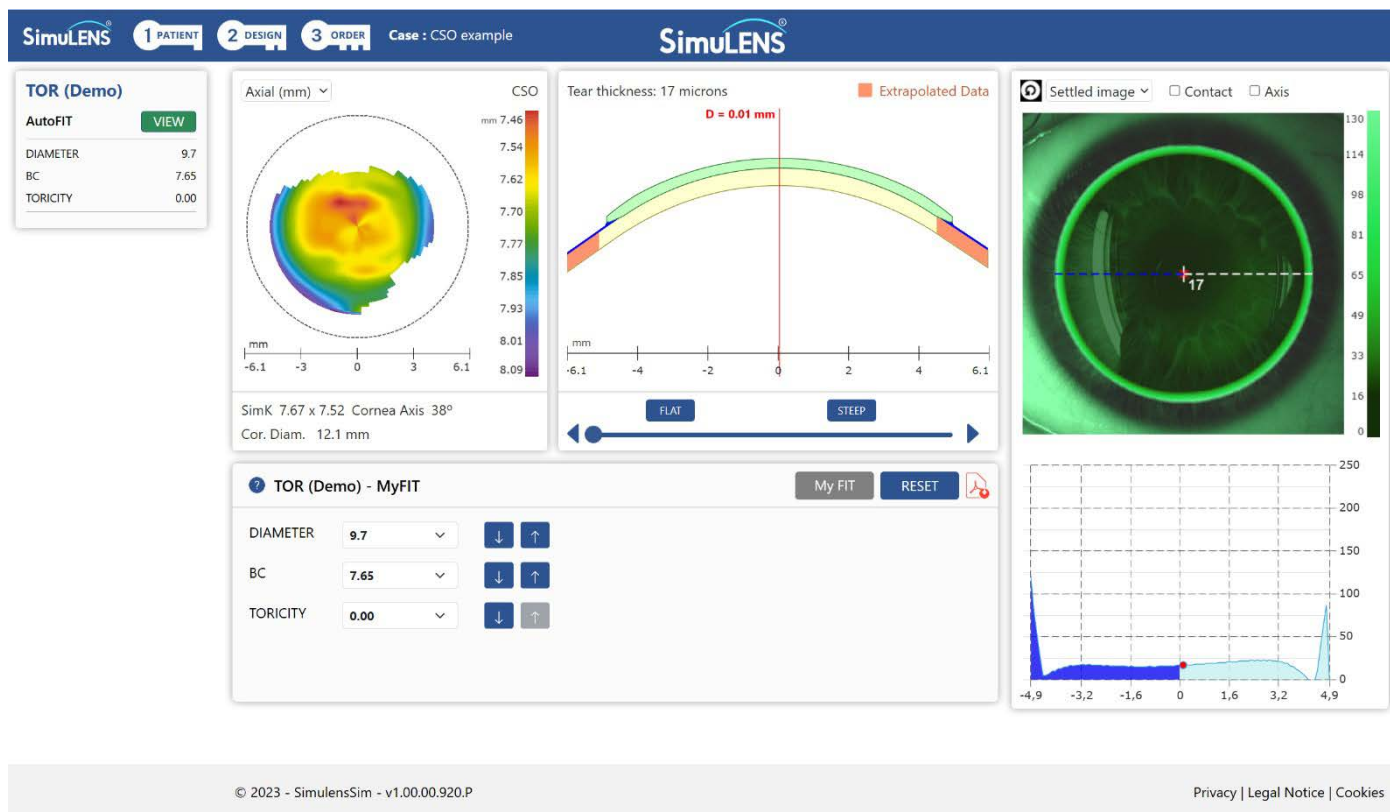 SimuLENS
1 PATIENT
2 DESIGN
3 ORDER
Case : CSO example
SimuLENS
TOR (Demo)
AutoFIT VIEW
DIAMETER 9.7
BC 7.65
TORICITY 0.00
Axial (mm) CSO
mm 7.46
7.54
7.62
7.70
7.77
7.85
7.93
8.01
8.09
mm
-6.1 -3 0 3 6.1
SimK 7.67 x 7.52 Cornea Axis 38º
Cor. Diam. 12.1 mm
Tear thickness: 17 microns Extrapolated Data
D = 0.01 mm
mm
-6.1 -4 -2 0 2 4 6.1
FLAT STEEP
Settled image Contact Axis
130
114
98
81
65
49
33
16
0
17
? TOR (Demo) - MyFIT My FIT RESET
DIAMETER 9.7 ↓ ↑
BC 7.65 ↓ ↑
TORICITY 0.00 ↓ ↑
250
200
150
100
50
0
-4,9 -3,2 -1,6 0 1,6 3,2 4,9
© 2023 - SimulensSim - v1.00.00.920.P Privacy | Legal Notice | Cookies